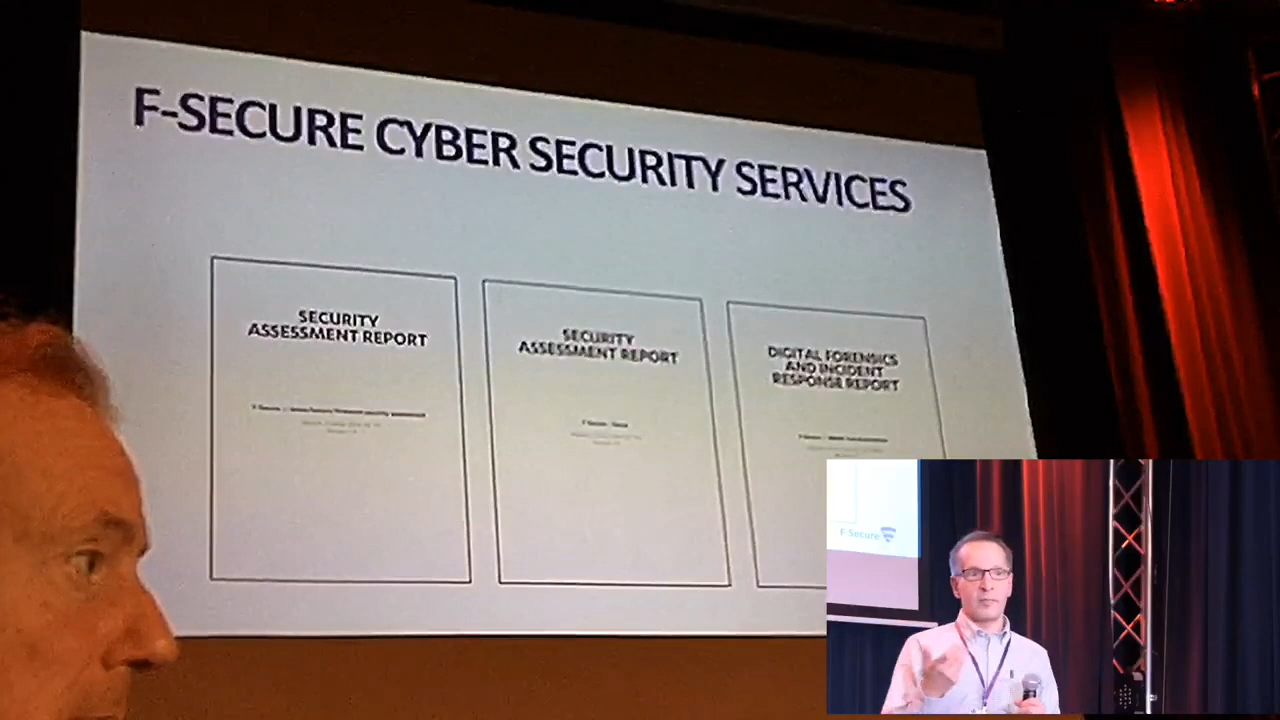 F-SECURE CYBER SECURITY SERVICES
SECURITY
ASSESSMENT REPORT
SECURITY
ASSESSMENT REPORT
DIGITAL FORENSICS
AND INCIDENT
RESPONSE REPORT
F-Secure